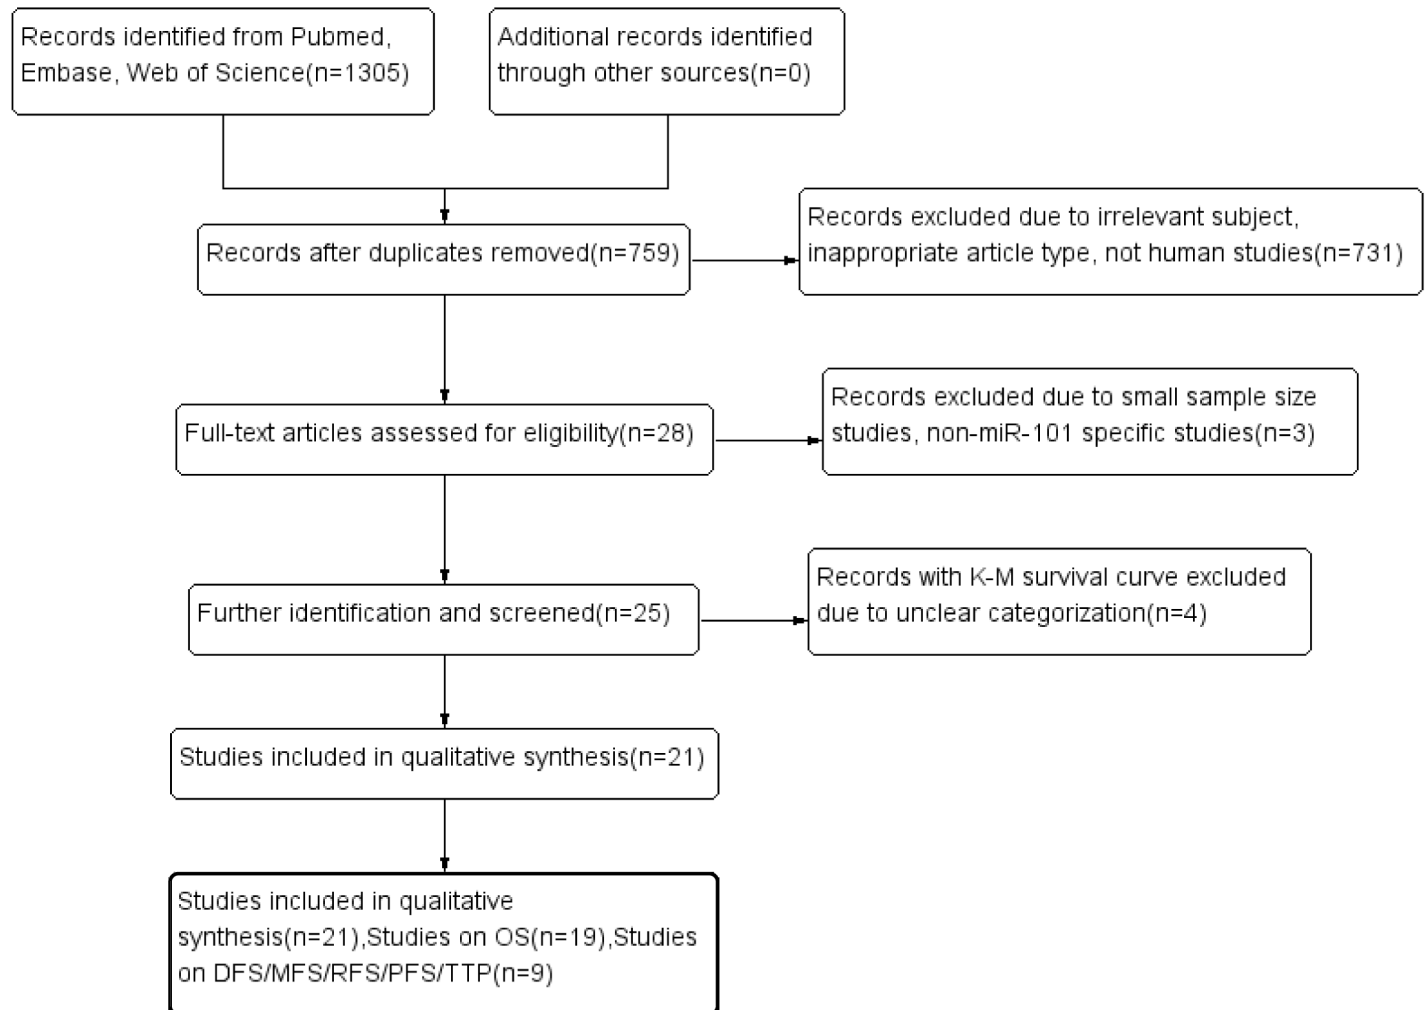 Records identified from Pubmed,
Embase, Web of Science(n=1305)
Additional records identified
through other sources(n=0)
Records after duplicates removed(n=759)
Records excluded due to irrelevant subject,
inappropriate article type, not human studies(n=731)
Full-text articles assessed for eligibility(n=28)
Records excluded due to small sample size
studies, non-miR-101 specific studies(n=3)
Further identification and screened(n=25)
Records with K-M survival curve excluded
due to unclear categorization(n=4)
Studies included in qualitative synthesis(n=21)
Studies included in qualitative
synthesis(n=21),Studies on OS(n=19),Studies
on DFS/MFS/RFS/PFS/TTP(n=9)